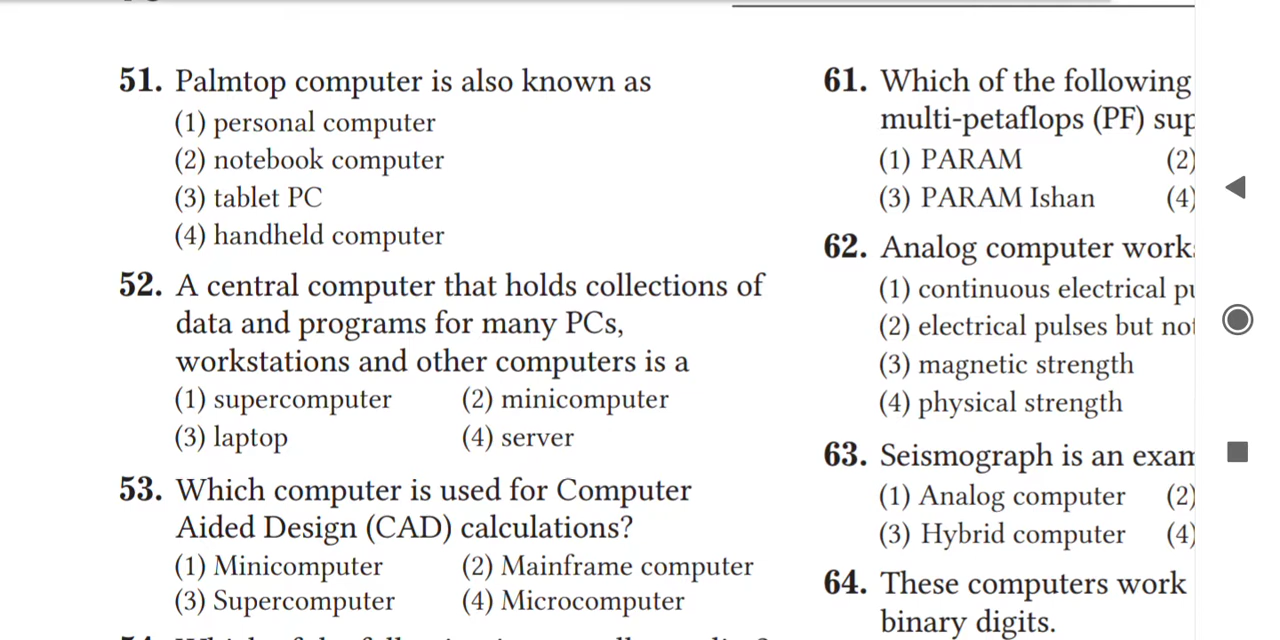 51. Palmtop computer is also known as
(1) personal computer
(2) notebook computer
(3) tablet PC
(4) handheld computer
52. A central computer that holds collections of
data and programs for many PCs,
workstations and other computers is a
(1) supercomputer (2) minicomputer
(3) laptop (4) server
53. Which computer is used for Computer
Aided Design (CAD) calculations?
(1) Minicomputer (2) Mainframe computer
(3) Supercomputer (4) Microcomputer
61. Which of the following
multi-petaflops (PF)
(1) PARAM (2)
(3) PARAM Ishan (4)
62. Analog computer
(1) continuous electrical
(2) electrical pulses but
(3) magnetic strength
(4) physical strength
63. Seismograph is an
(1) Analog computer (2)
(3) Hybrid computer (4)
64. These computers work
binary digits.